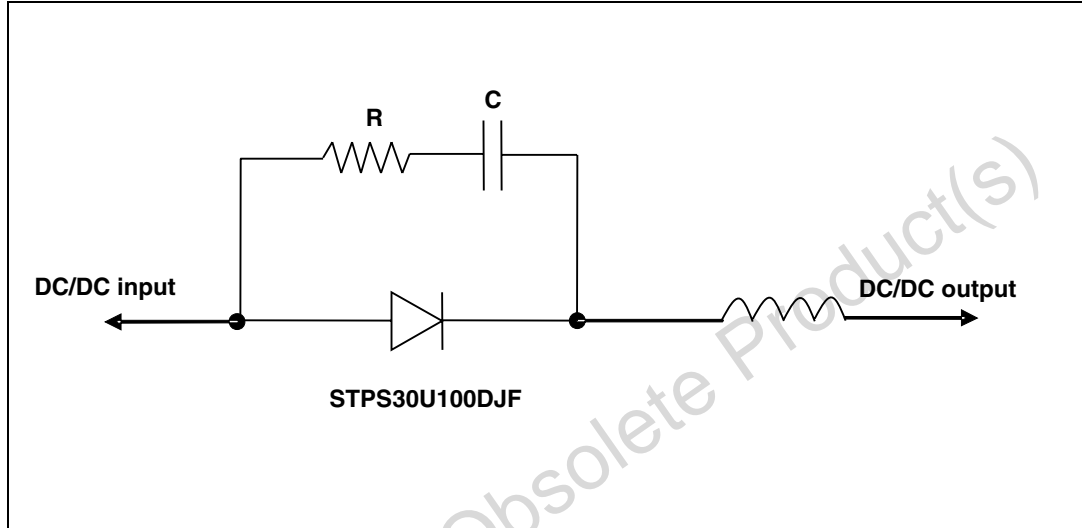 C
R
DC/DC input
DC/DC output
STPS30U100DJF
Obsolete Product(s)